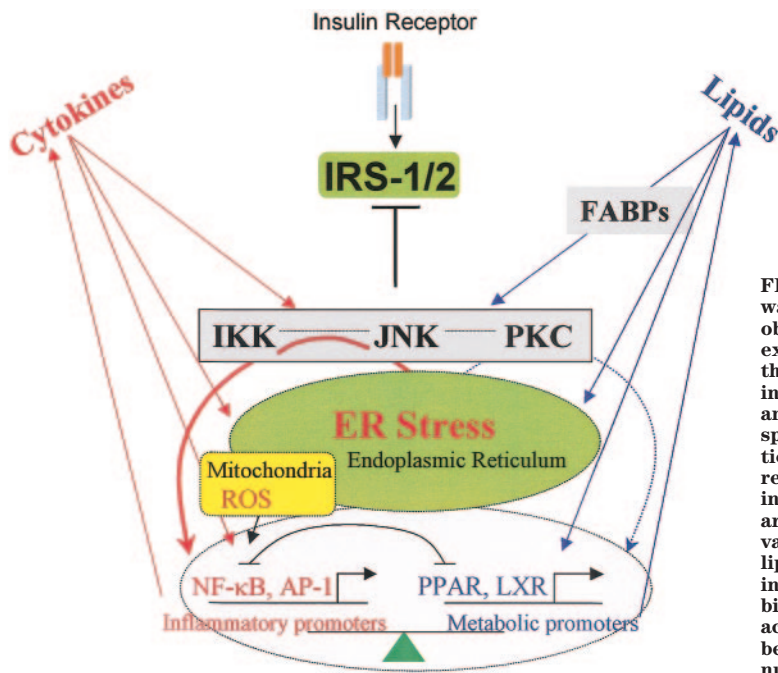 Insulin Receptor
Cytokines
Lipids
IRS-1/2
FABPs
IKK JNK PKC
ER Stress
Endoplasmic Reticulum
Mitochondria
ROS
NF-κB, AP-1 PPAR, LXR
Inflammatory promoters Metabolic promoters